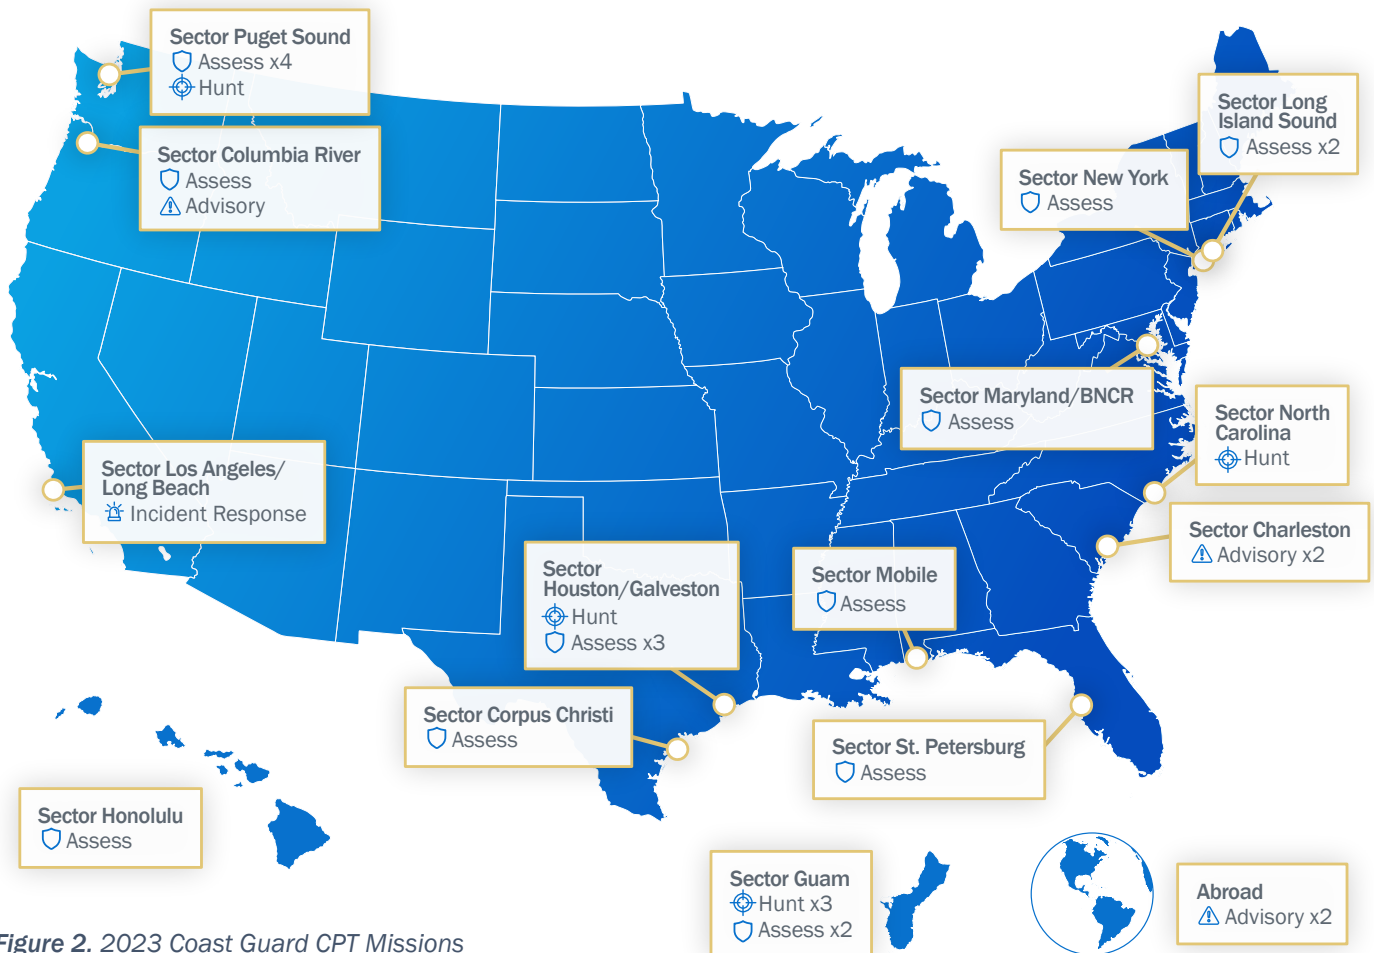 Sector Puget Sound
Assess x4
Hunt
Sector Columbia River
Assess
Advisory
Sector Long
Island Sound
Assess x2
Sector New York
Assess
Sector Maryland/BNCR
Assess
Sector North
Carolina
Hunt
Sector Los Angeles/
Long Beach
Incident Response
Sector Charleston
Advisory x2
Sector
Houston/Galveston
Hunt
Assess x3
Sector Mobile
Assess
Sector Corpus Christi
Assess
Sector St. Petersburg
Assess
Sector Honolulu
Assess
Sector Guam
Hunt x3
Assess x2
Abroad
Advisory x2
Figure 2. 2023 Coast Guard CPT Missions